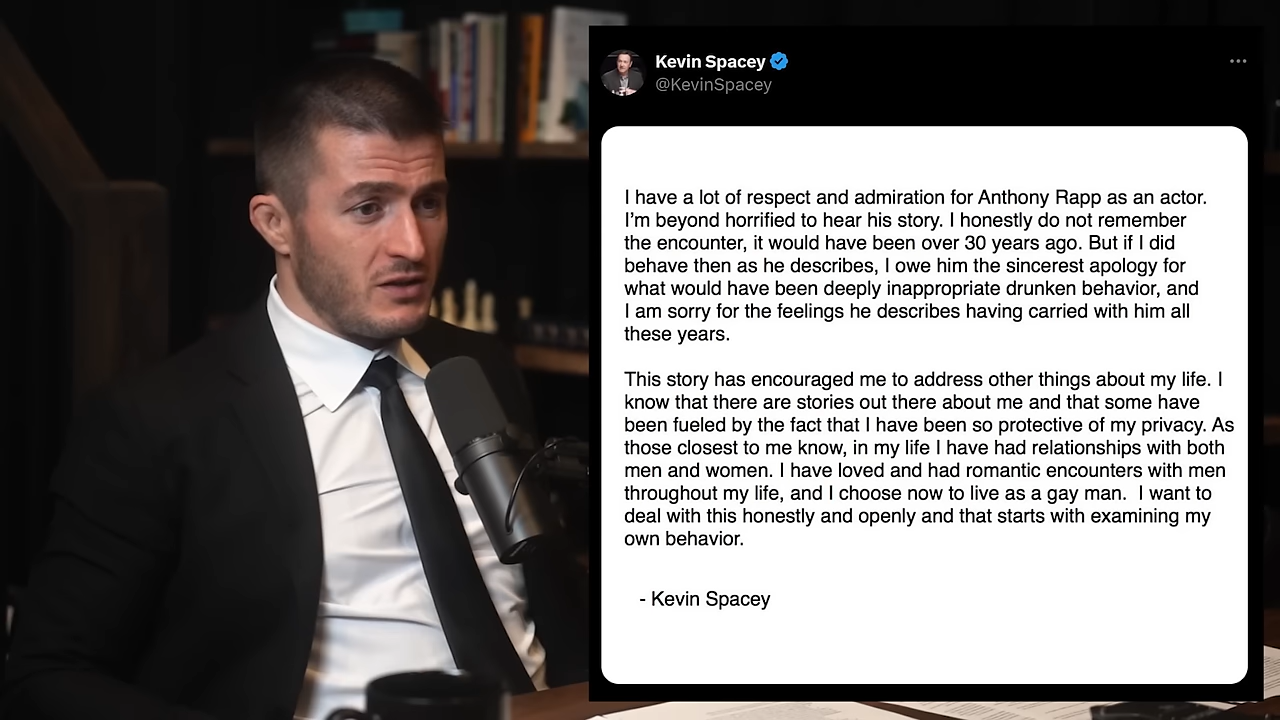 Kevin Spacey
@KevinSpacey
I have a lot of respect and admiration for Anthony Rapp as an actor.
I'm beyond horrified to hear his story. I honestly do not remember
the encounter, it would have been over 30 years ago. But if I did
behave then as he describes, I owe him the sincerest apology for
what would have been deeply inappropriate drunken behavior, and
I am sorry for the feelings he describes having carried with him all
these years.
This story has encouraged me to address other things about my life. I
know that there are stories out there about me and that some have
been fueled by the fact that I have been so protective of my privacy. As
those closest to me know, in my life I have had relationships with both
men and women. I have loved and had romantic encounters with men
throughout my life, and I choose now to live as a gay man.  I want to
deal with this honestly and openly and that starts with examining my
own behavior.
- Kevin Spacey